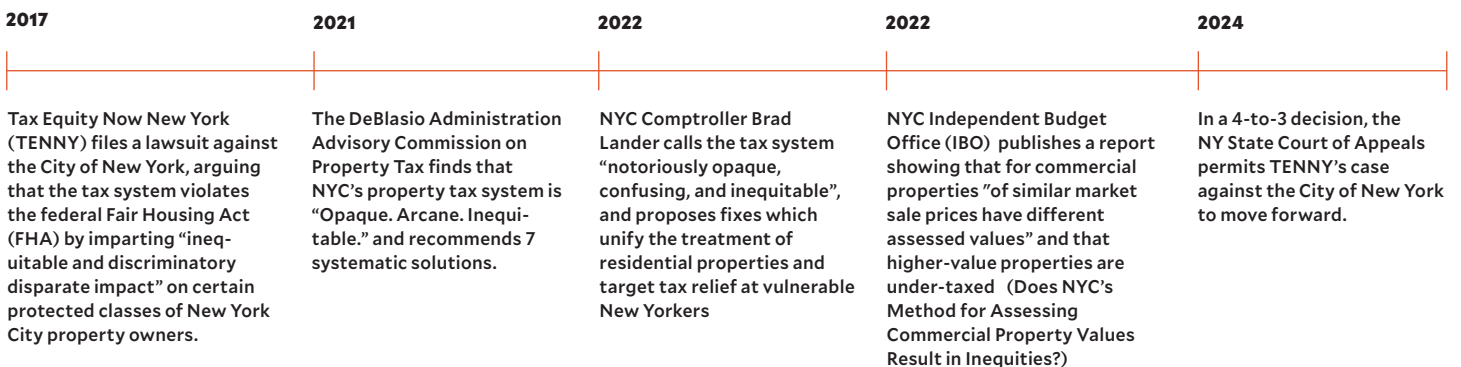 2017
Tax Equity Now New York
(TENNY) files a lawsuit against
the City of New York, arguing
that the tax system violates
the federal Fair Housing Act
(FHA) by imparting “ineq-
uitable and discriminatory
disparate impact” on certain
protected classes of New York
City property owners.
2021
The DeBlasio Administration
Advisory Commission on
Property Tax finds that
NYC’s property tax system is
“Opaque. Arcane. Inequi-
table.” and recommends 7
systematic solutions.
2022
NYC Comptroller Brad
Lander calls the tax system
“notoriously opaque,
confusing, and inequitable”,
and proposes fixes which
unify the treatment of
residential properties and
target tax relief at vulnerable
New Yorkers
2022
NYC Independent Budget
Office (IBO) publishes a report
showing that for commercial
properties "of similar market
sale prices have different
assessed values” and that
higher-value properties are
under-taxed (Does NYC’s
Method for Assessing
Commercial Property Values
Result in Inequities?)
2024
In a 4-to-3 decision, the
NY State Court of Appeals
permits TENNY’s case
against the City of New York
to move forward.